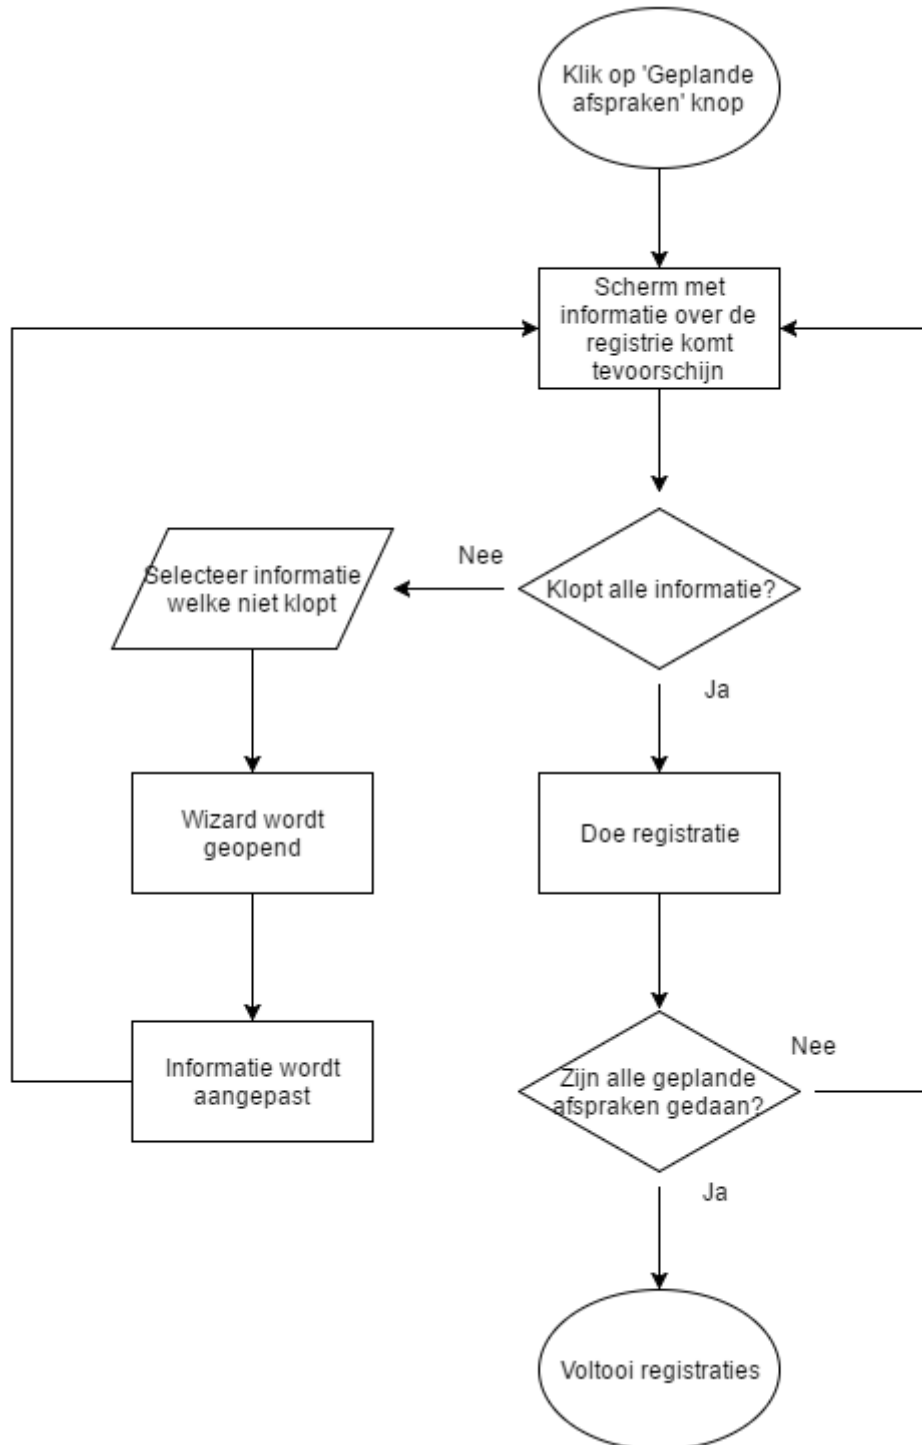 Klik op 'Geplande
afspraken' knop
Scherm met
informatie over de
registrie komt
tevoorschijn
Nee
Selecteer informatie
welke niet klopt
Klopt alle informatie?
Ja
Wizard wordt
geopend
Doe registratie
Informatie wordt
aangepast
Zijn alle geplande
afspraken gedaan?
Nee
Ja
Voltooi registraties